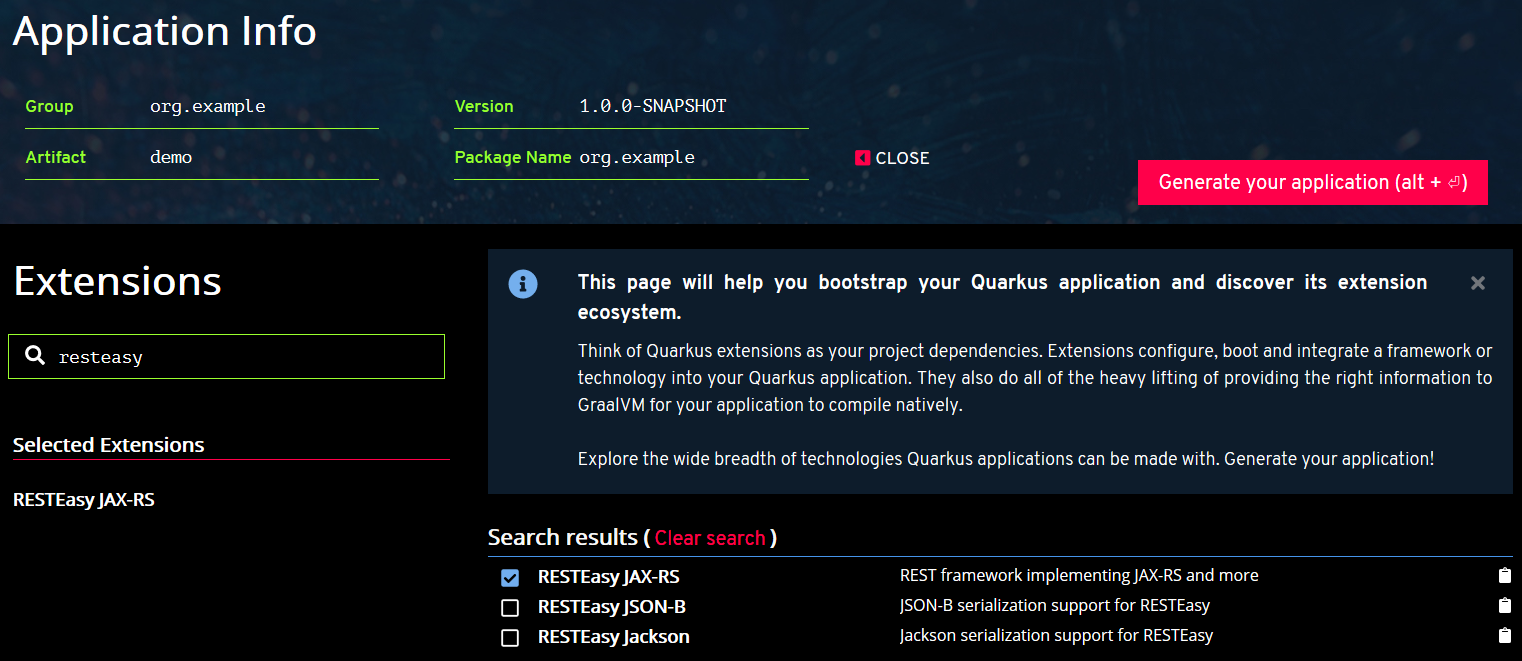 Application Info
Group org.example Version 1.0.0-SNAPSHOT
Artifact demo Package Name org.example CLOSE
Generate your application (alt + ⏎)
Extensions
resteasy
Selected Extensions
RESTEasy JAX-RS
This page will help you bootstrap your Quarkus application and discover its extension
ecosystem.
Think of Quarkus extensions as your project dependencies. Extensions configure, boot and integrate a framework or
technology into your Quarkus application. They also do all of the heavy lifting of providing the right information to
GraalVM for your application to compile natively.
Explore the wide breadth of technologies Quarkus applications can be made with. Generate your application!
Search results ( Clear search )
RESTEasy JAX-RS REST framework implementing JAX-RS and more
RESTEasy JSON-B JSON-B serialization support for RESTEasy
RESTEasy Jackson Jackson serialization support for RESTEasy